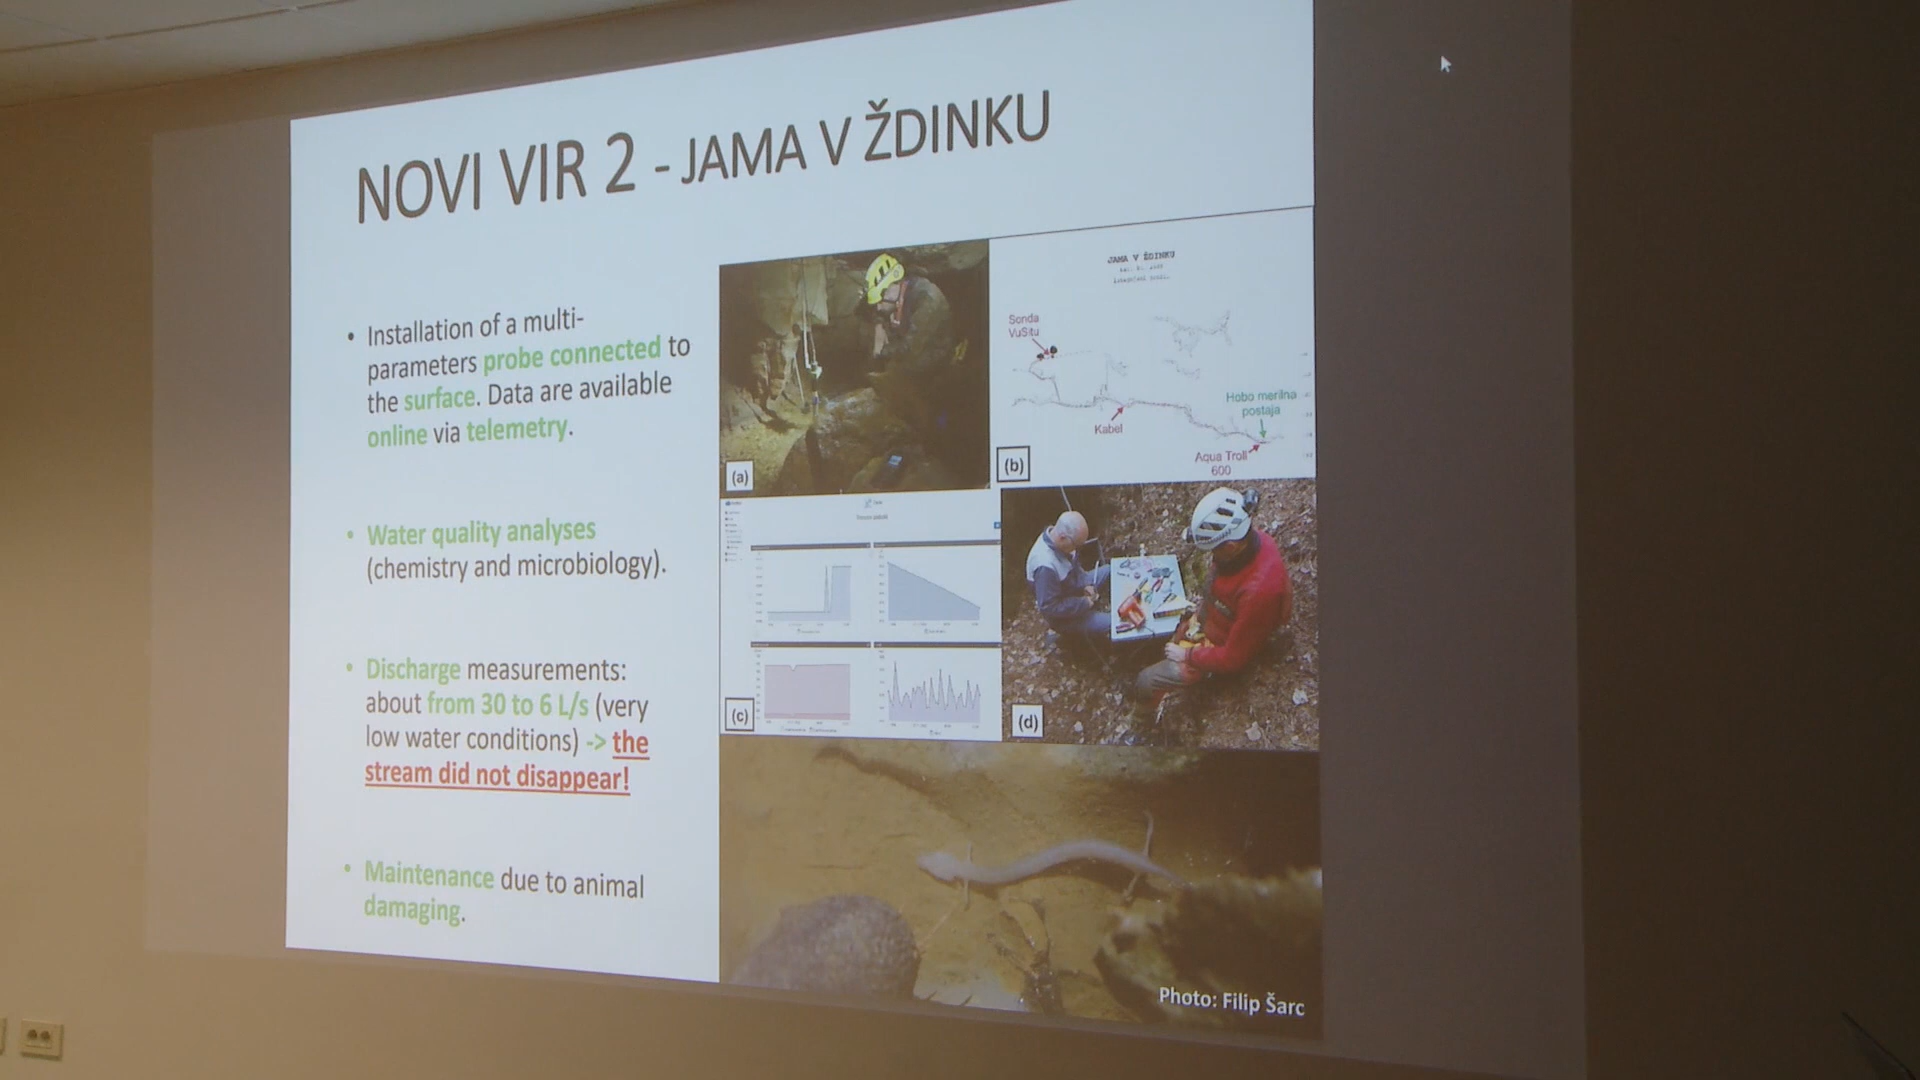 NOVI VIR 2 - JAMA V ŽDINKU
• Installation of a multi-
parameters probe connected to
the surface. Data are available
online via telemetry.
• Water quality analyses
(chemistry and microbiology).
• Discharge measurements:
about from 30 to 6 L/s (very
low water conditions) -> the
stream did not disappear!
• Maintenance due to animal
damaging.
(a)
JAMA V ŽDINKU
Sonda
VuSitu
Hobo merilna
postaja
Kabel
Aqua Troll
600
(b)
(c)
(d)
Photo: Filip Šarc